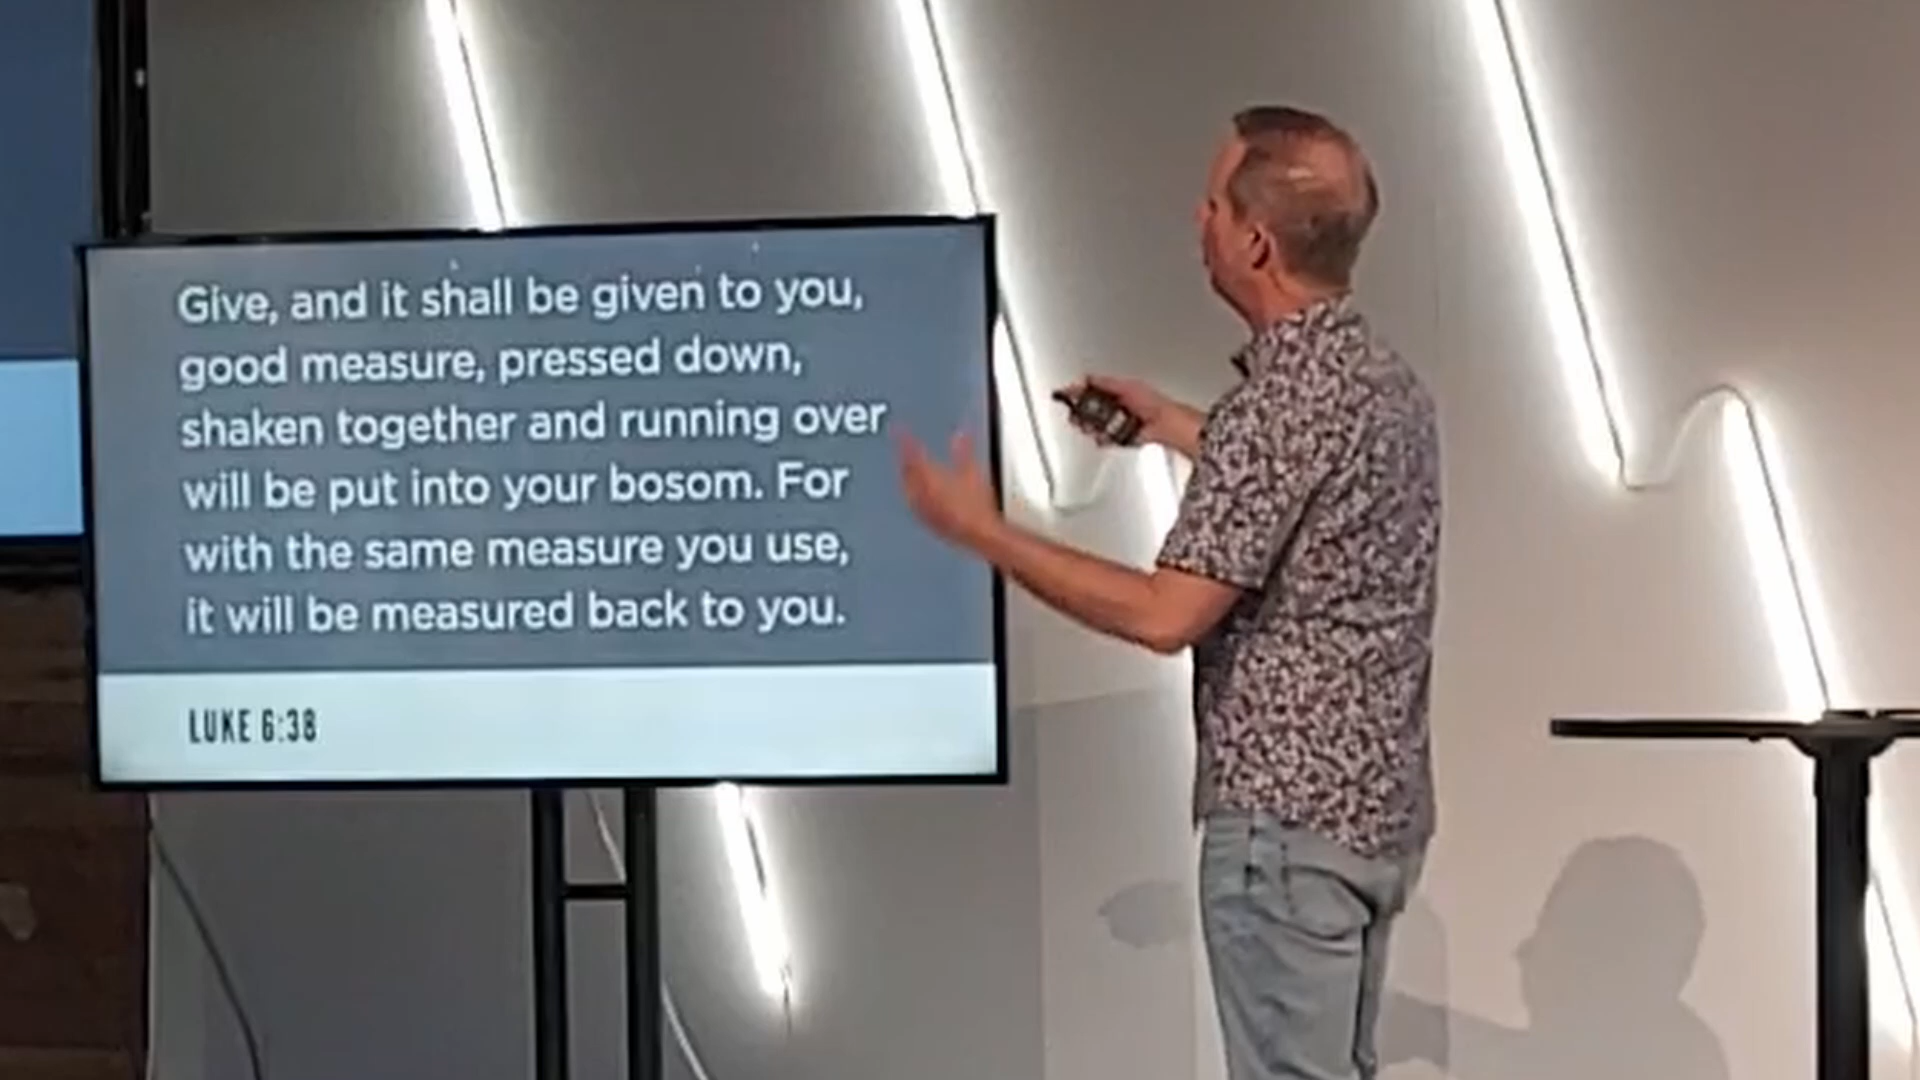 Give, and it shall be given to you,
good measure, pressed down,
shaken together and running over
will be put into your bosom. For
with the same measure you use,
it will be measured back to you.
LUKE 6:38